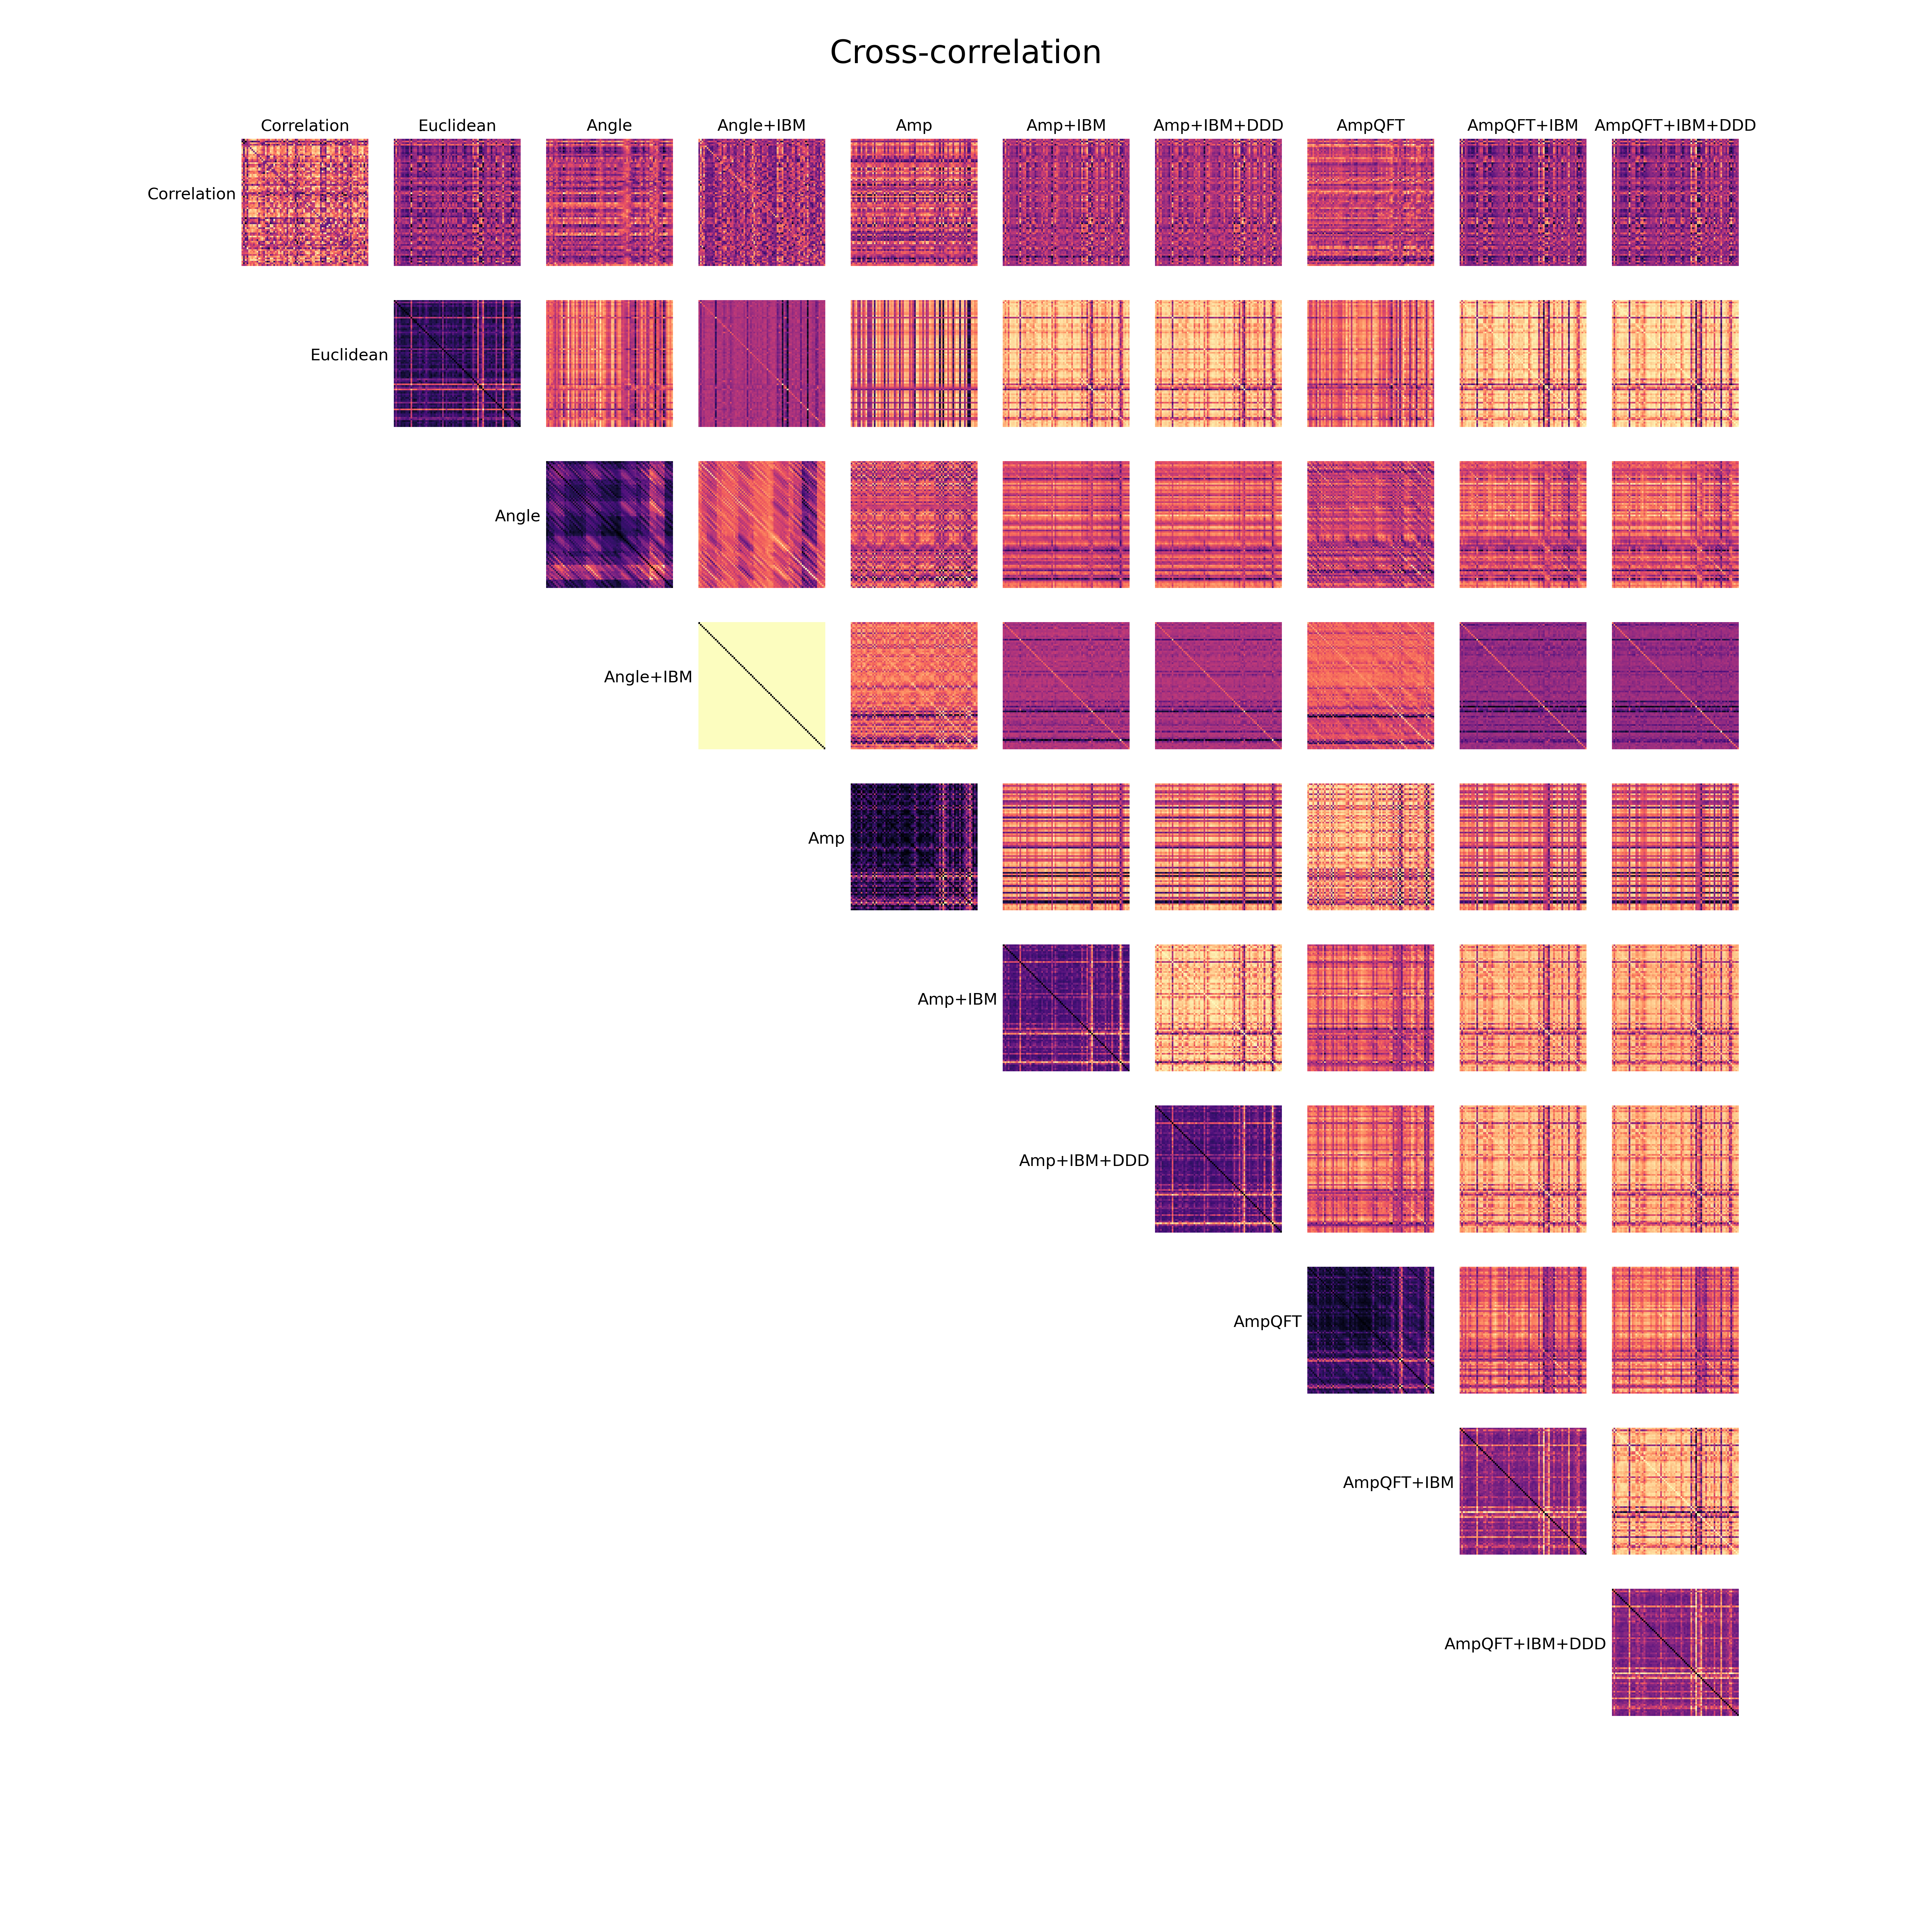 Cross-correlation
Correlation Euclidean Angle Angle+IBM Amp Amp+IBM Amp+IBM+DDD AmpQFT AmpQFT+IBM AmpQFT+IBM+DDD
Correlation
Euclidean
Angle
Angle+IBM
Amp
Amp+IBM
Amp+IBM+DDD
AmpQFT
AmpQFT+IBM
AmpQFT+IBM+DDD